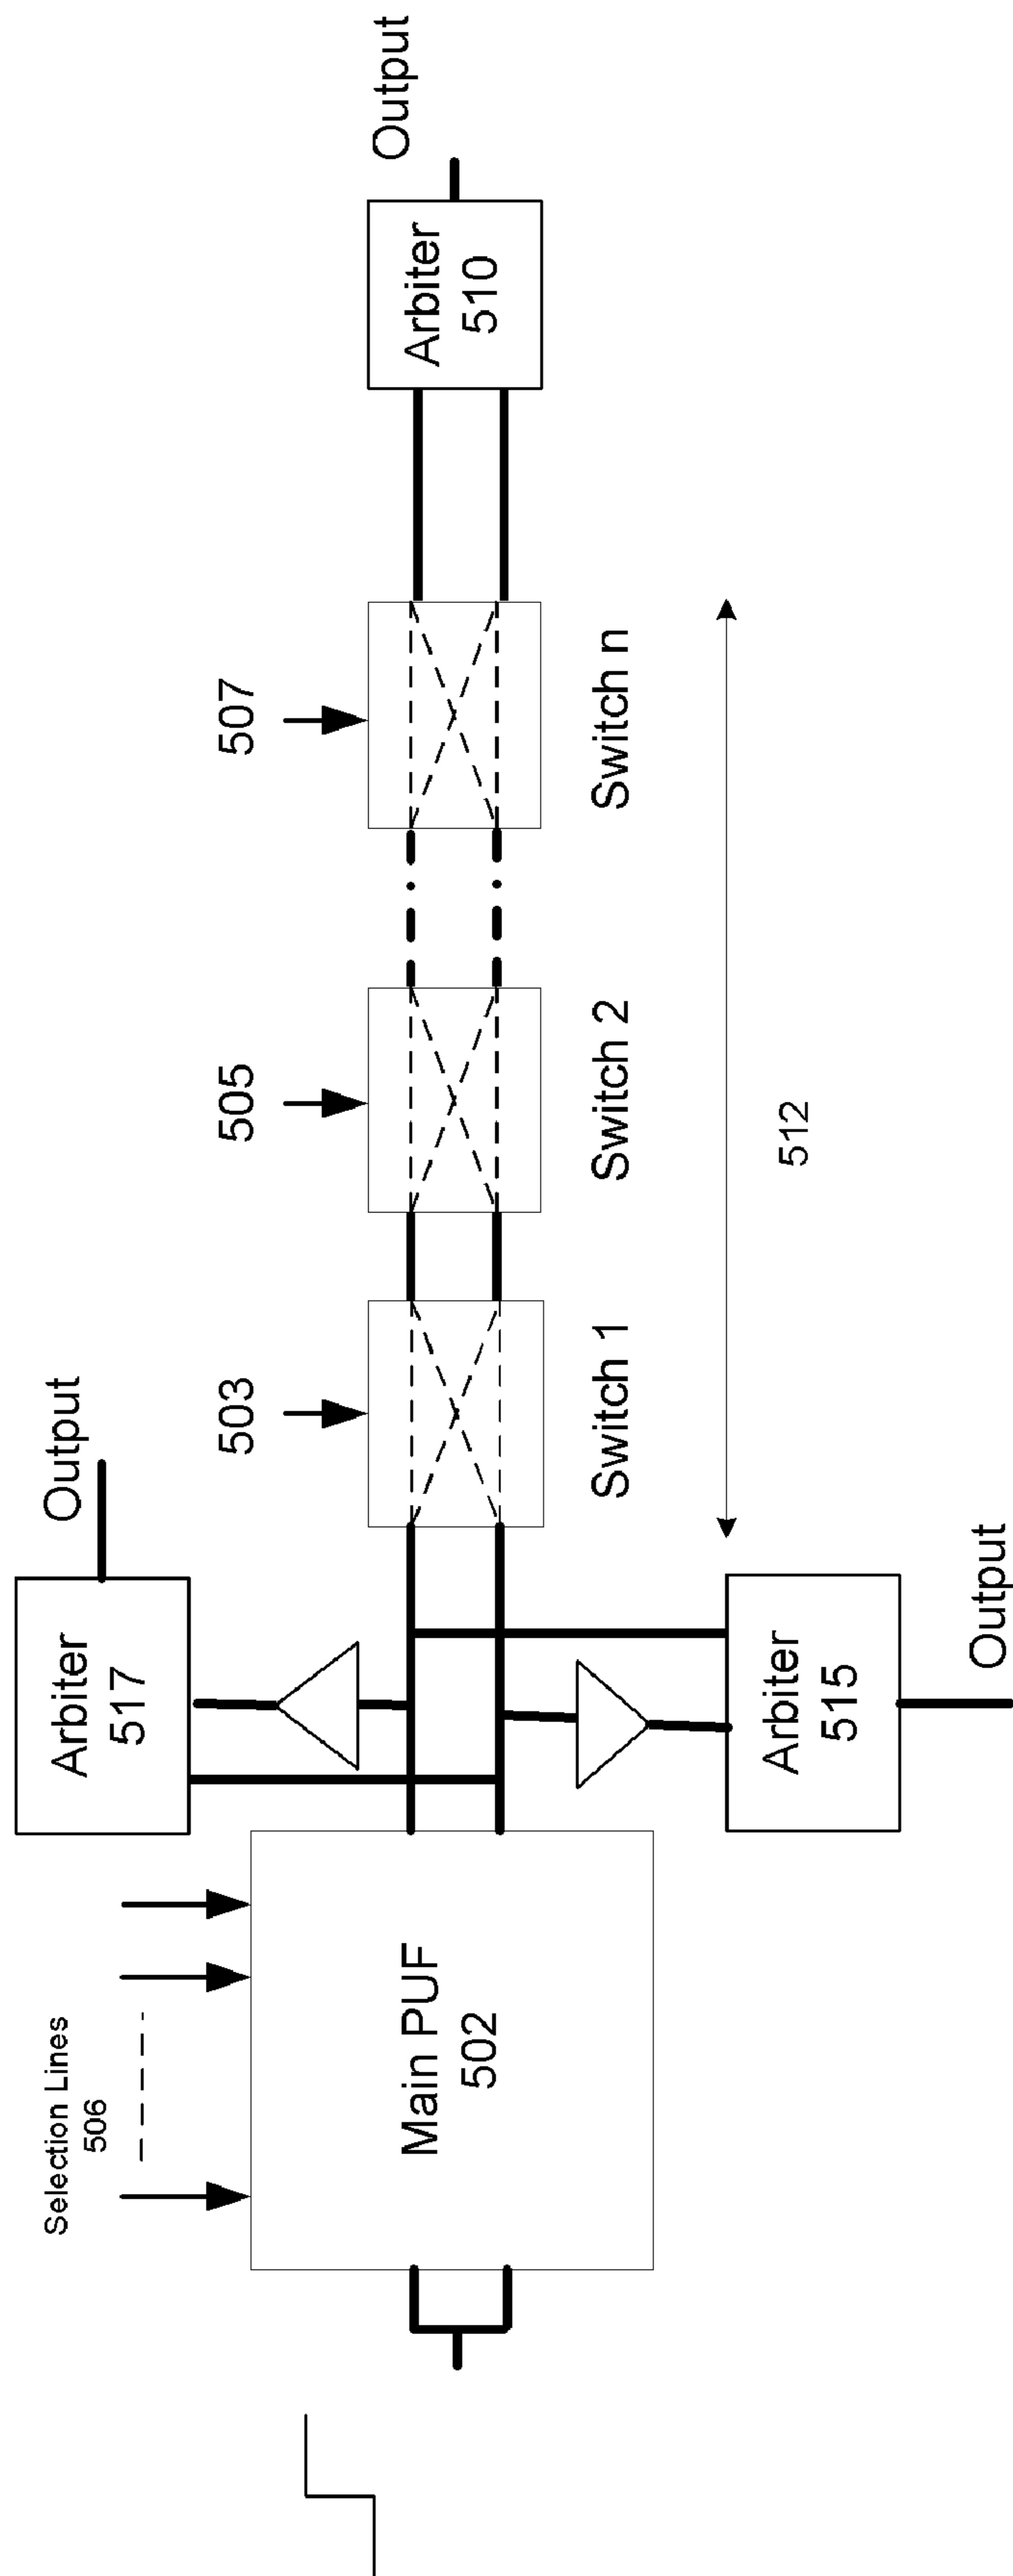 Selection Lines
506
Main PUF
502
Arbiter
517
Output
Arbiter
515
Output
503
Switch 1
505
Switch 2
507
Switch n
512
Arbiter
510
Output